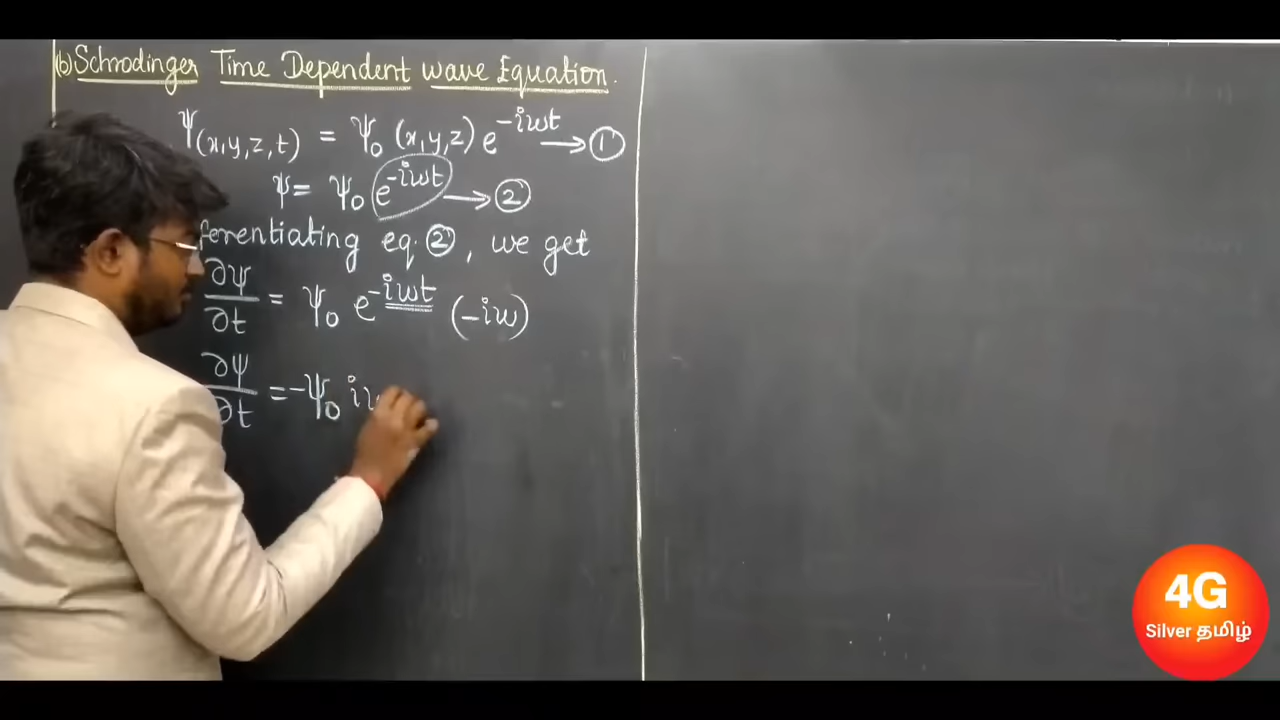 (b) Schrodinger Time Dependent wave Equation.
Ψ(x,y,z,t) = Ψ₀ (x,y,z) e^-iωt → ①
Ψ = Ψ₀ e^-iωt → ②
ferentiating eq. ②, we get
∂Ψ/∂t = Ψ₀ e^-iωt (-iω)
∂Ψ/∂t = -Ψ₀ i
4G
Silver தமிழ்